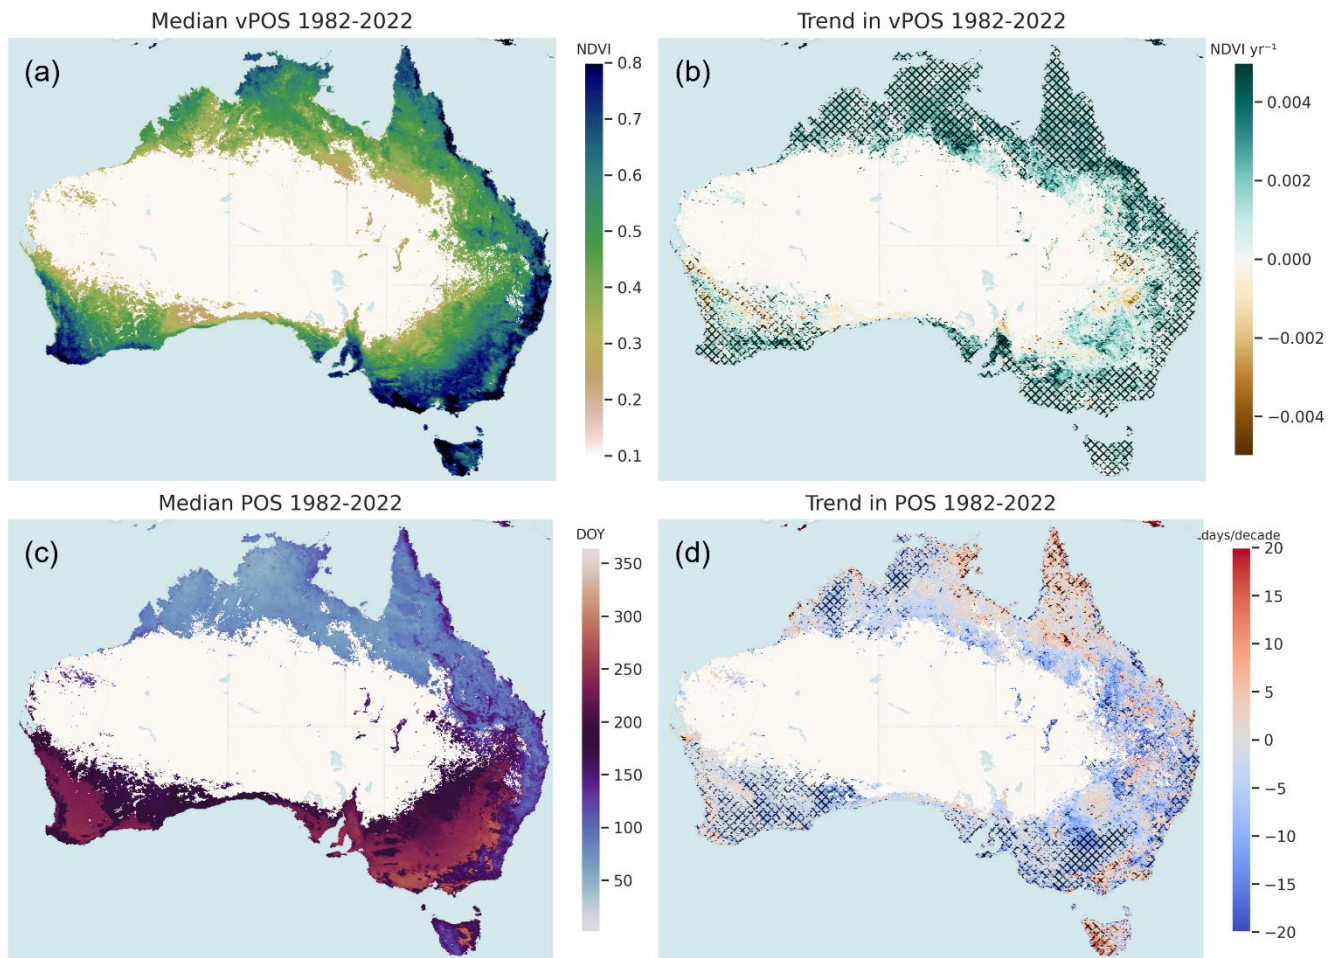 Median vPOS 1982-2022
(a)
NDVI
0.8
0.7
0.6
0.5
0.4
0.3
0.2
0.1
Trend in vPOS 1982-2022
(b)
NDVI yr⁻¹
0.004
0.002
0.000
−0.002
−0.004
Median POS 1982-2022
(c)
DOY
350
300
250
200
150
100
50
Trend in POS 1982-2022
(d)
days/decade
20
15
10
5
0
−5
−10
−15
−20